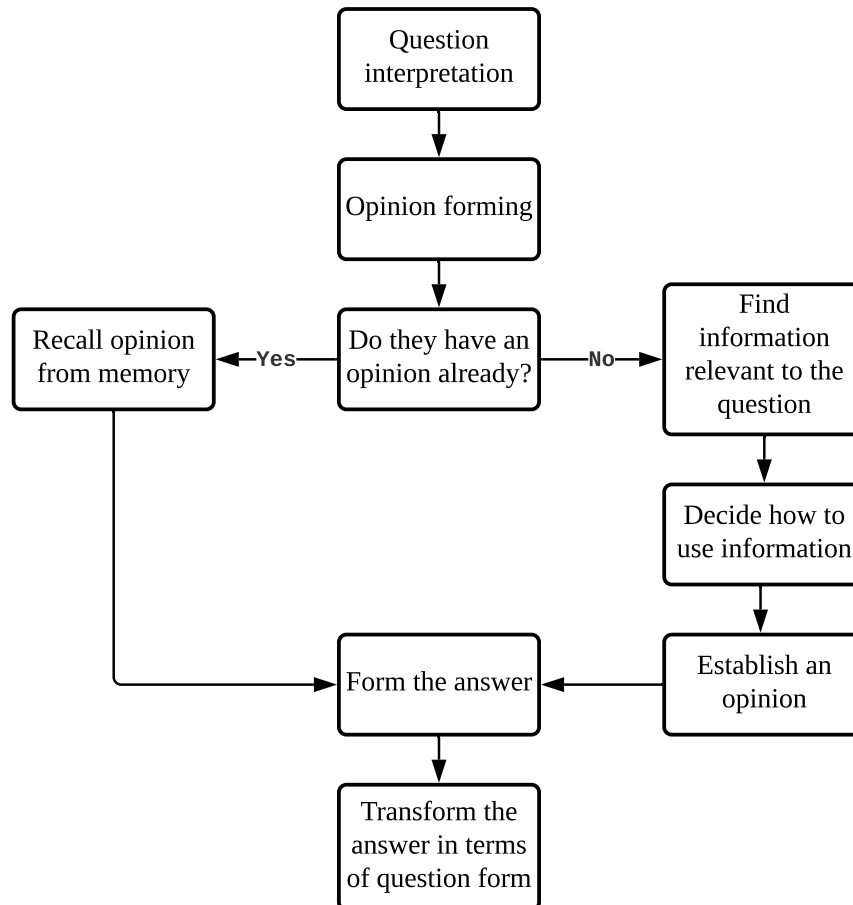 Question
interpretation
Opinion forming
Do they have an
opinion already?
Yes
Recall opinion
from memory
No
Find
information
relevant to the
question
Decide how to
use information
Establish an
opinion
Form the answer
Transform the
answer in terms
of question form